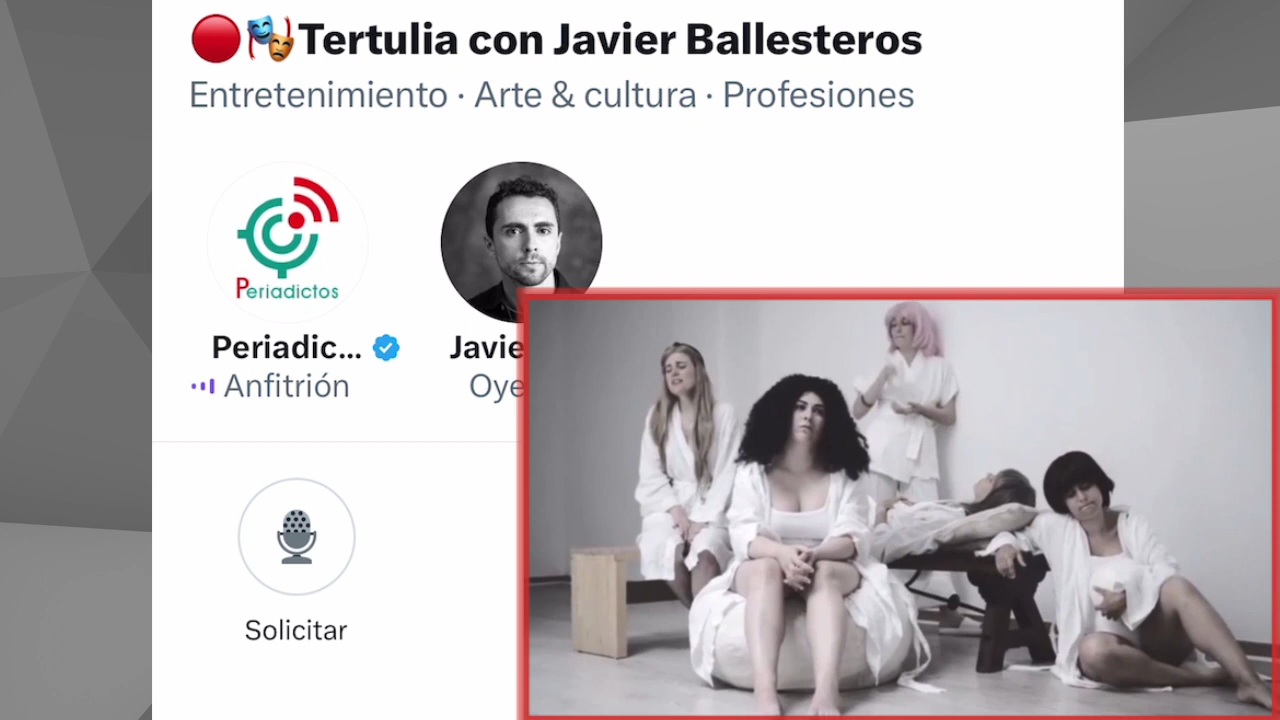 Tertulia con Javier Ballesteros
Entretenimiento · Arte & cultura · Profesiones
Periadictos
Periadic... Javie
Anfitrión Oye
Solicitar